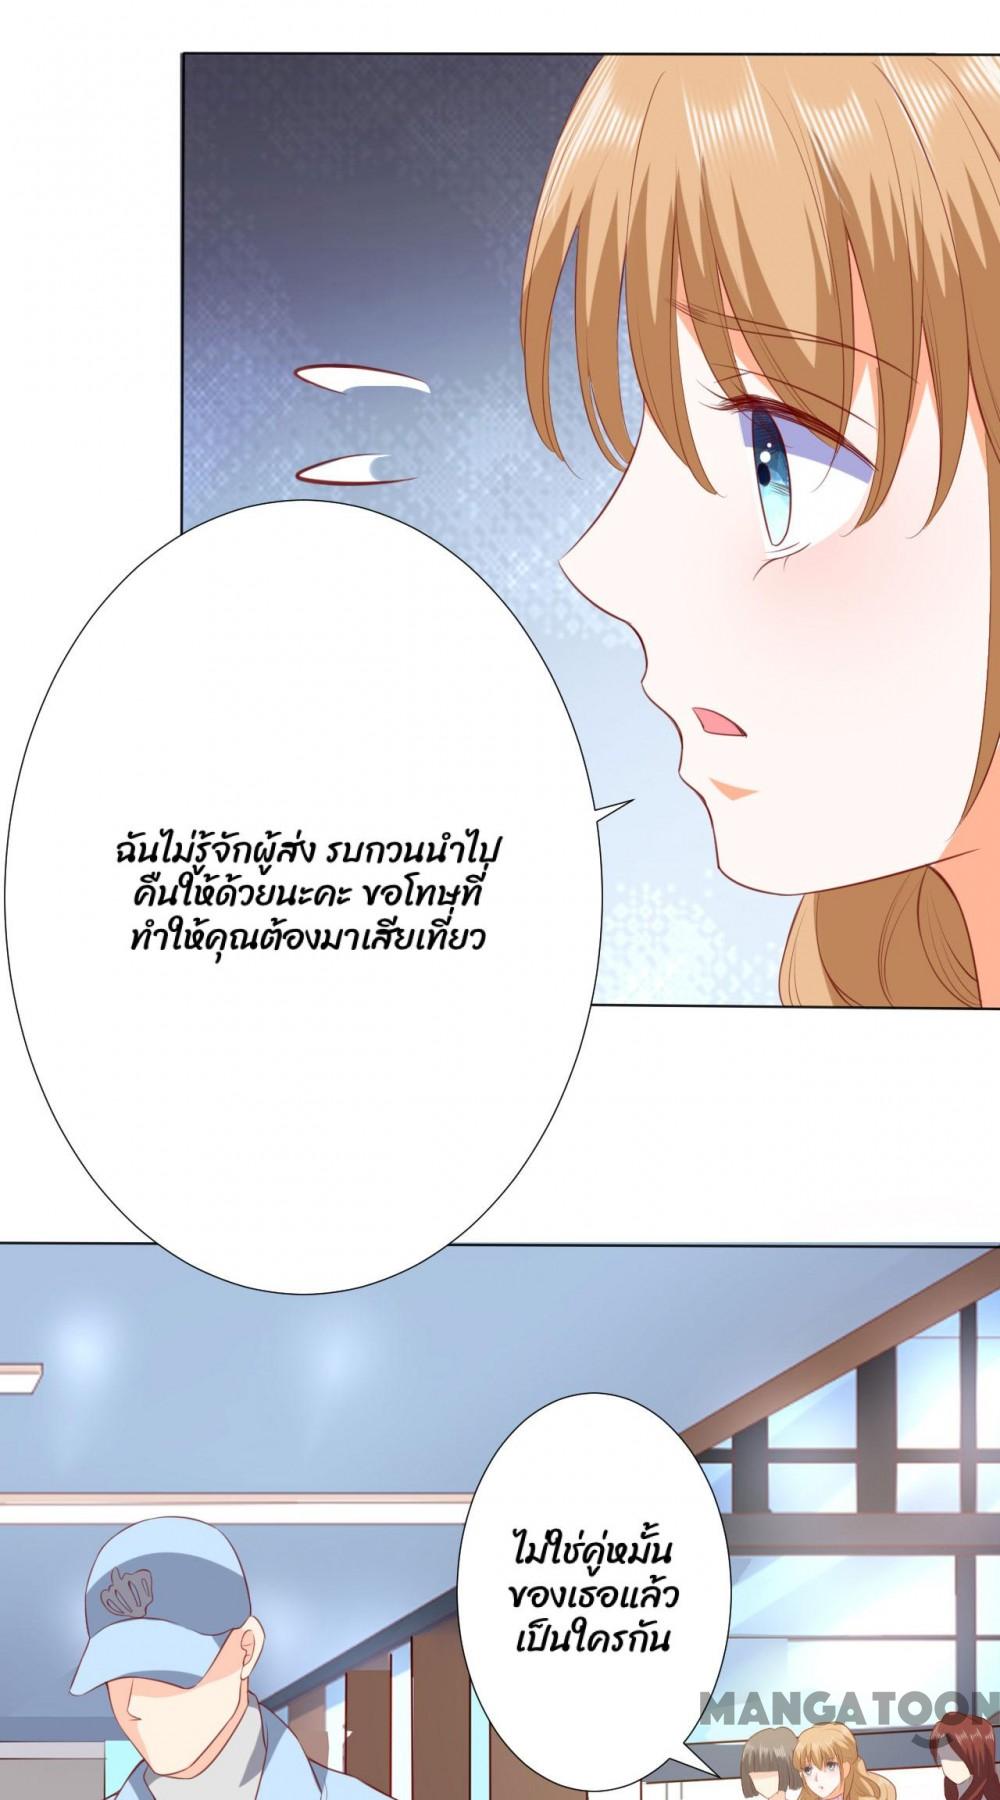 ฉันไม่รู้จักผู้ส่ง รบกวนนำไป
คืนให้ด้วยนะคะ ขอโทษที่
ทำให้คุณต้องมาเสียเที่ยว
ไม่ใช่คู่หมั้น
ของเธอแล้ว
เป็นใครกัน
MANGATOON